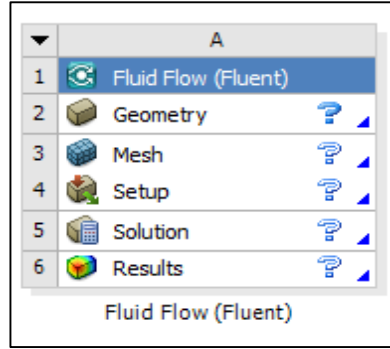 A
1 Fluid Flow (Fluent)
2 Geometry ?
3 Mesh ?
4 Setup ?
5 Solution ?
6 Results ?
Fluid Flow (Fluent)